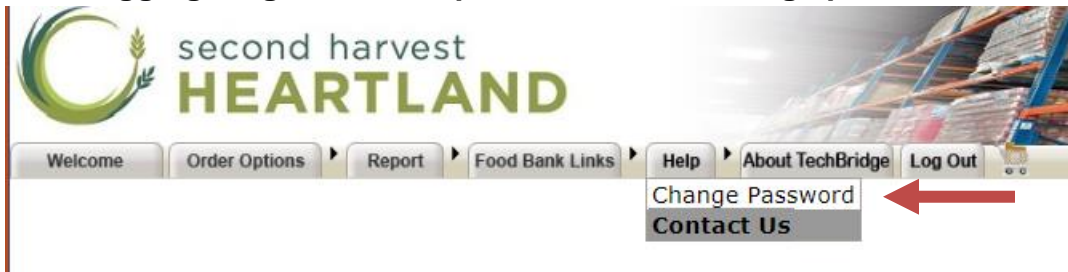 second harvest
HEARTLAND
Welcome Order Options Report Food Bank Links Help About TechBridge Log Out
Change Password
Contact Us